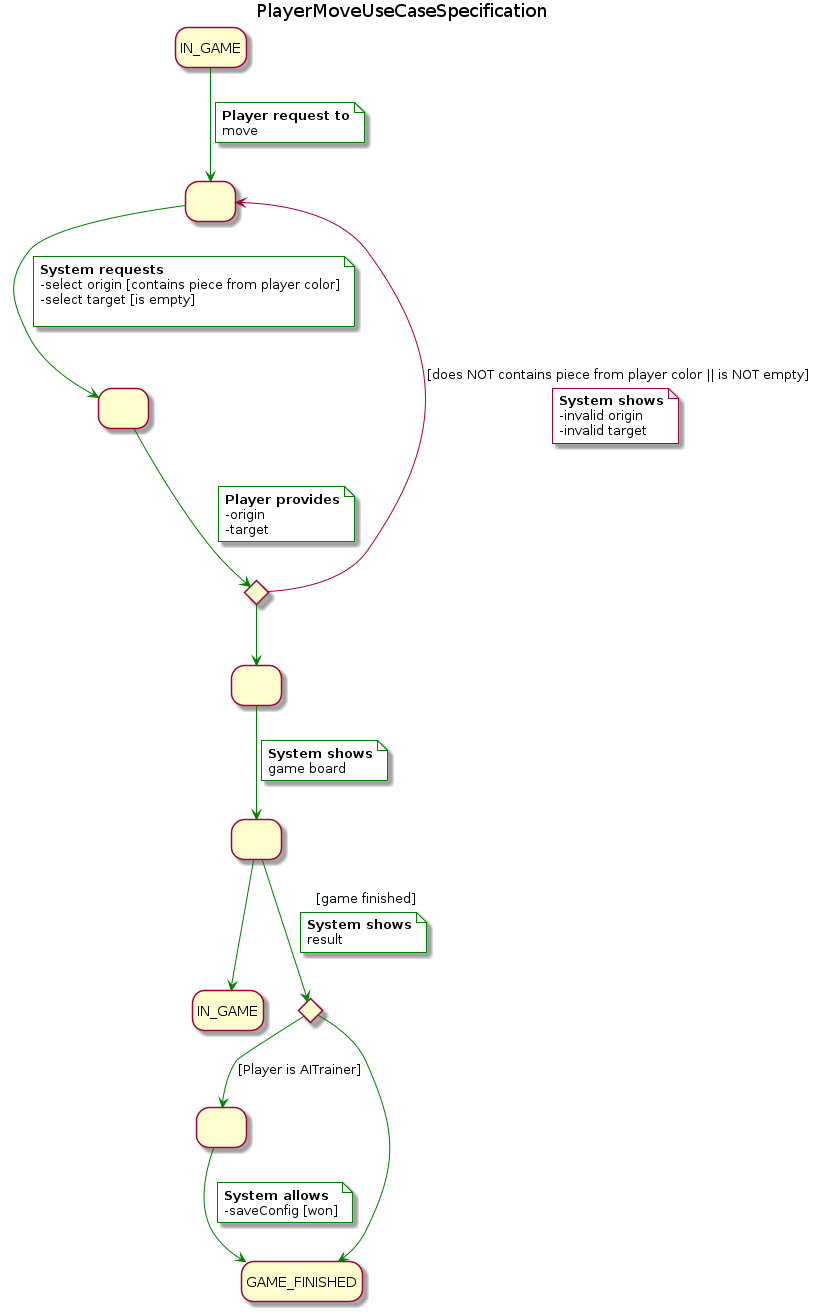 PlayerMoveUseCaseSpecification
IN_GAME
Player request to
move
System requests
-select origin [contains piece from player color]
-select target [is empty]
[does NOT contains piece from player color || is NOT empty]
System shows
-invalid origin
-invalid target
Player provides
-origin
-target
System shows
game board
[game finished]
System shows
result
IN_GAME
[Player is AITrainer]
System allows
-saveConfig [won]
GAME_FINISHED